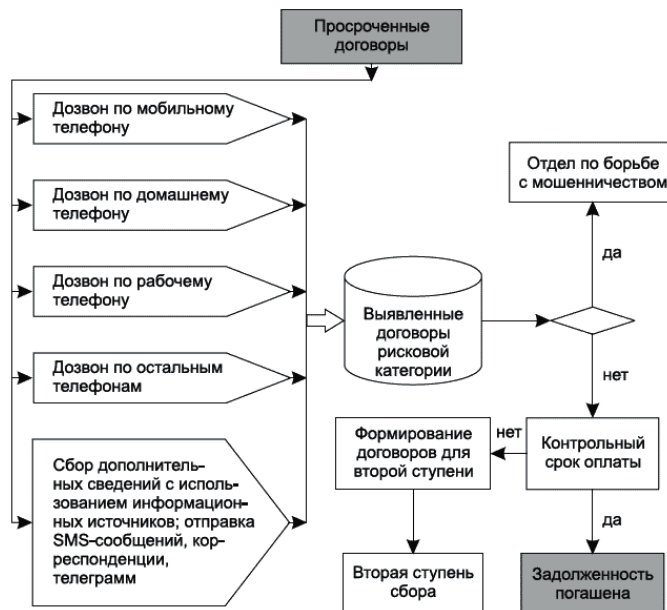 Просроченные
договоры
Дозвон по мобильному
телефону
Дозвон по домашнему
телефону
Дозвон по рабочему
телефону
Дозвон по остальным
телефонам
Сбор дополнитель-
ных сведений с исполь-
зованием информацион-
ных источников; отправка
SMS-сообщений, кор-
респонденции,
телеграмм
Выявленные
договоры
рисковой
категории
Отдел по борьбе
с мошенничеством
да
нет
Контрольный
срок оплаты
нет
Формирование
договоров для
второй ступени
Вторая ступень
сбора
да
Задолженность
погашена